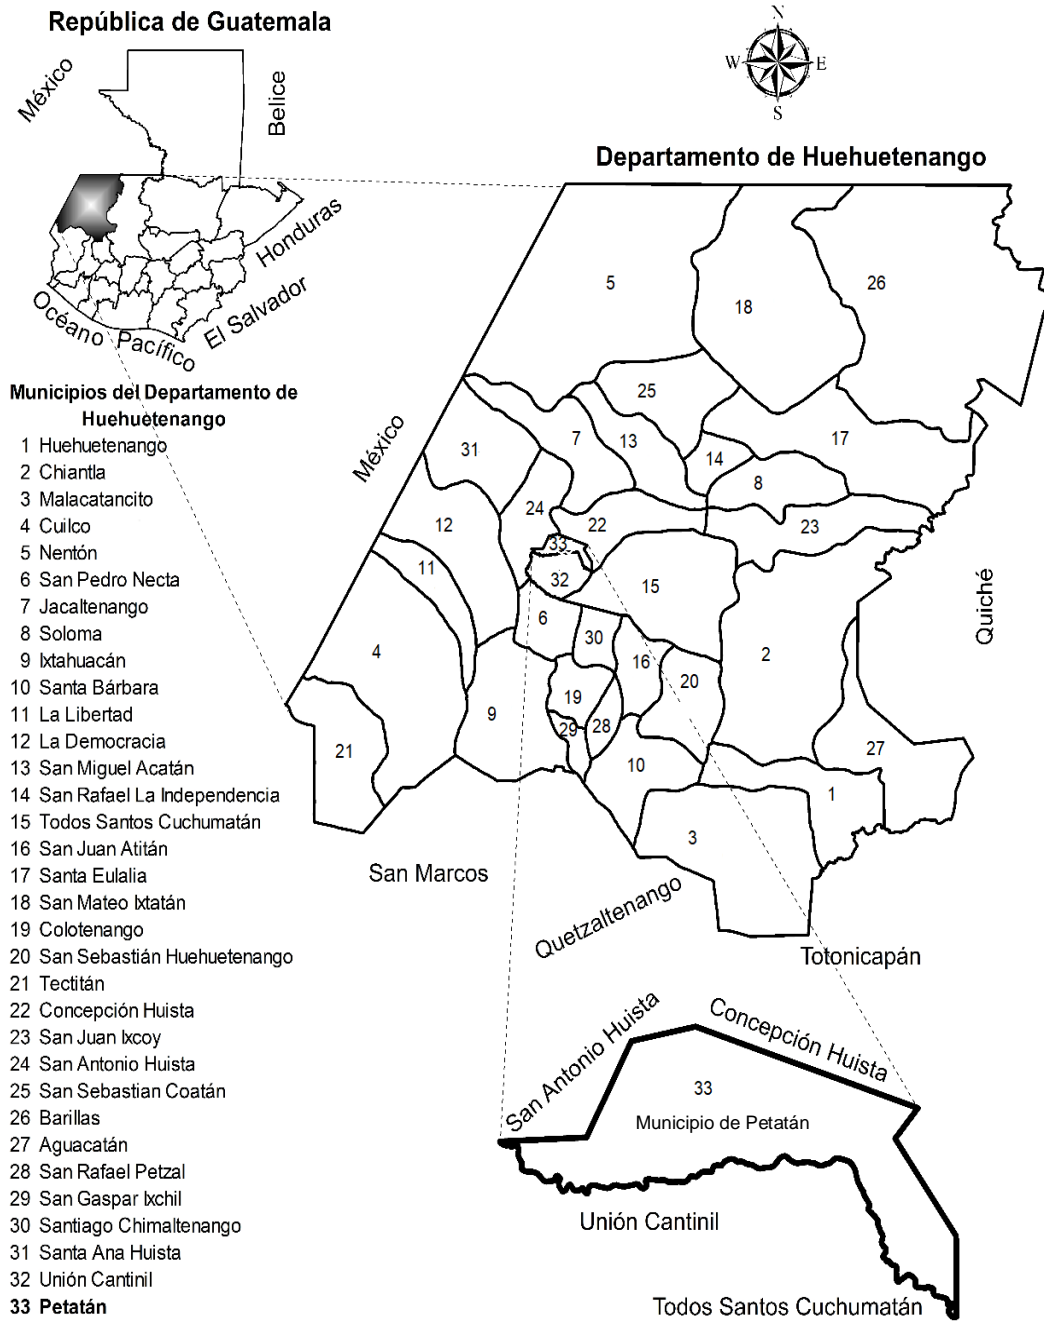 República de Guatemala
México
Belice
Honduras
El Salvador
Océano Pacífico
N
W
E
S
Departamento de Huehuetenango
Municipios del Departamento de
Huehuetenango
1 Huehuetenango
2 Chiantla
3 Malacatancito
4 Cuilco
5 Nentón
6 San Pedro Necta
7 Jacaltenango
8 Soloma
9 Ixtahuacán
10 Santa Bárbara
11 La Libertad
12 La Democracia
13 San Miguel Acatán
14 San Rafael La Independencia
15 Todos Santos Cuchumatán
16 San Juan Atitán
17 Santa Eulalia
18 San Mateo Ixtatán
19 Colotenango
20 San Sebastián Huehuetenango
21 Tectitán
22 Concepción Huista
23 San Juan Ixcoy
24 San Antonio Huista
25 San Sebastian Coatán
26 Barillas
27 Aguacatán
28 San Rafael Petzal
29 San Gaspar Ixchil
30 Santiago Chimaltenango
31 Santa Ana Huista
32 Unión Cantinil
33 Petatán
5
18
26
25
México
31
7
13
14
17
8
24
22
23
12
33
11
32
15
6
30
4
16
2
20
Quiché
19
9
28
29
21
27
10
1
3
San Marcos
Quetzaltenango
Totonicapán
San Antonio Huista
Concepción Huista
33
Municipio de Petatán
Unión Cantinil
Todos Santos Cuchumatán